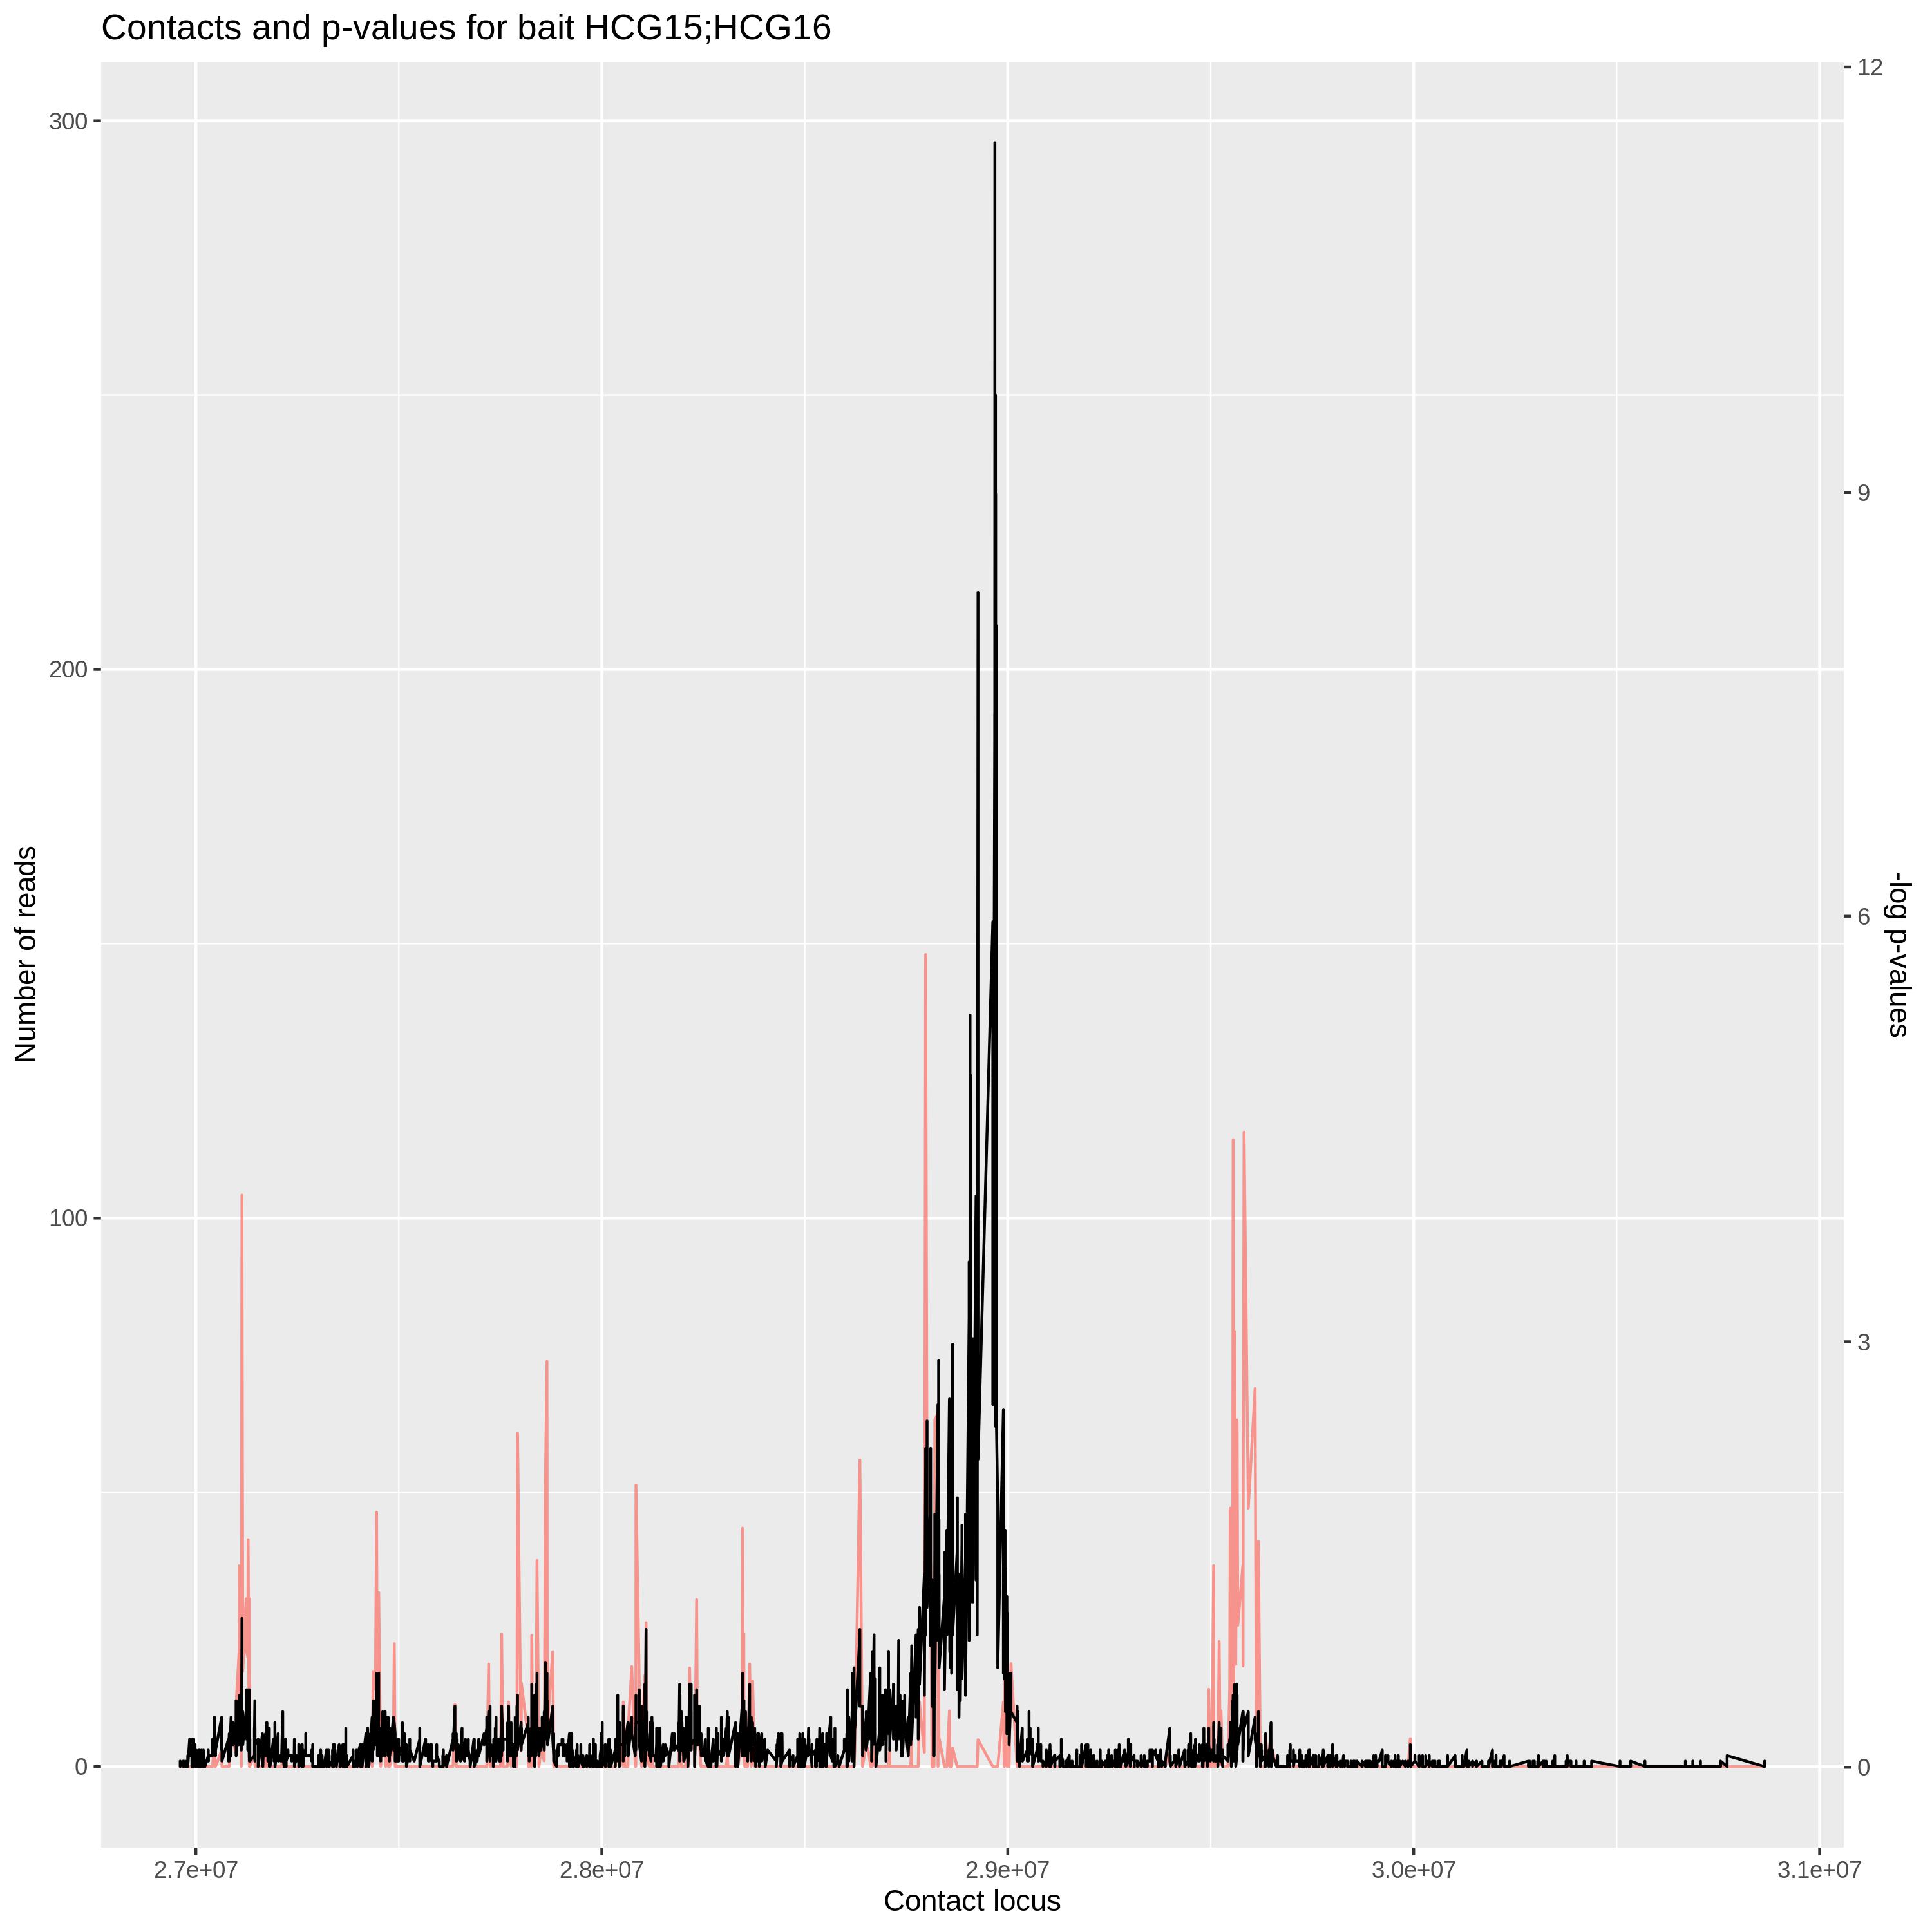 Contacts and p-values for bait HCG15;HCG16
300
200
100
0
Number of reads
12
9
6
3
0
-log p-values
2.7e+07 2.8e+07 2.9e+07 3.0e+07 3.1e+07
Contact locus